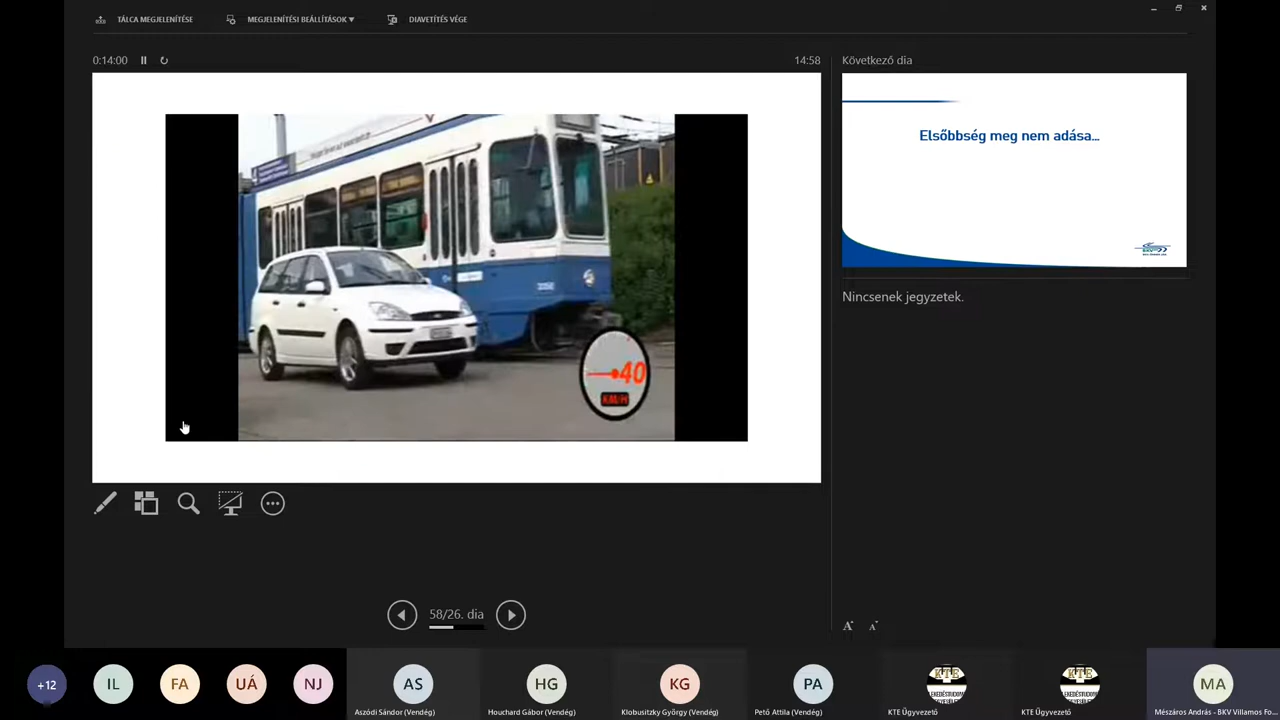 TÁLCA MEGJELENÍTÉSE
MEGJELENÍTÉSI BEÁLLÍTÁSOK ▾
DIAVETÍTÉS VÉGE
0:14:00
14:58
Következő dia
Elsőbbség meg nem adása...
Nincsenek jegyzetek.
40
KM/H
58/26. dia
+12
IL
FA
UÁ
NJ
AS
HG
KG
PA
KTE
KTE
MA
Aszódi Sándor (Vendég)
Houchard Gábor (Vendég)
Klobusitzky György (Vendég)
Pető Attila (Vendég)
KTE Ügyvezető
KTE Ügyvezető
Mészáros András - BKV Villamos Fo...